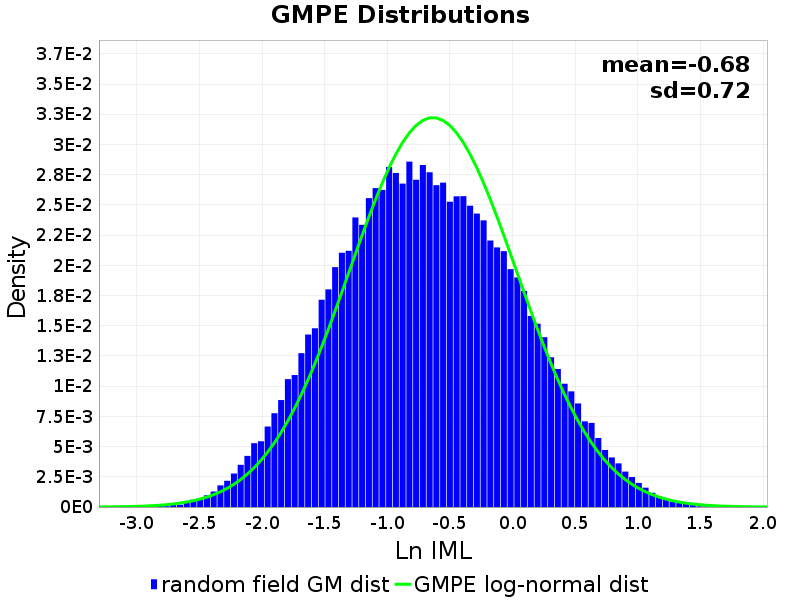 GMPE Distributions
mean=-0.68
sd=0.72
3.7E-2
3.5E-2
3.3E-2
3E-2
2.8E-2
2.5E-2
2.2E-2
2E-2
1.8E-2
1.5E-2
1.3E-2
1E-2
7.5E-3
5E-3
2.5E-3
0E0
Density
-3.0 -2.5 -2.0 -1.5 -1.0 -0.5 0.0 0.5 1.0 1.5 2.0
Ln IML
random field GM dist GMPE log-normal dist